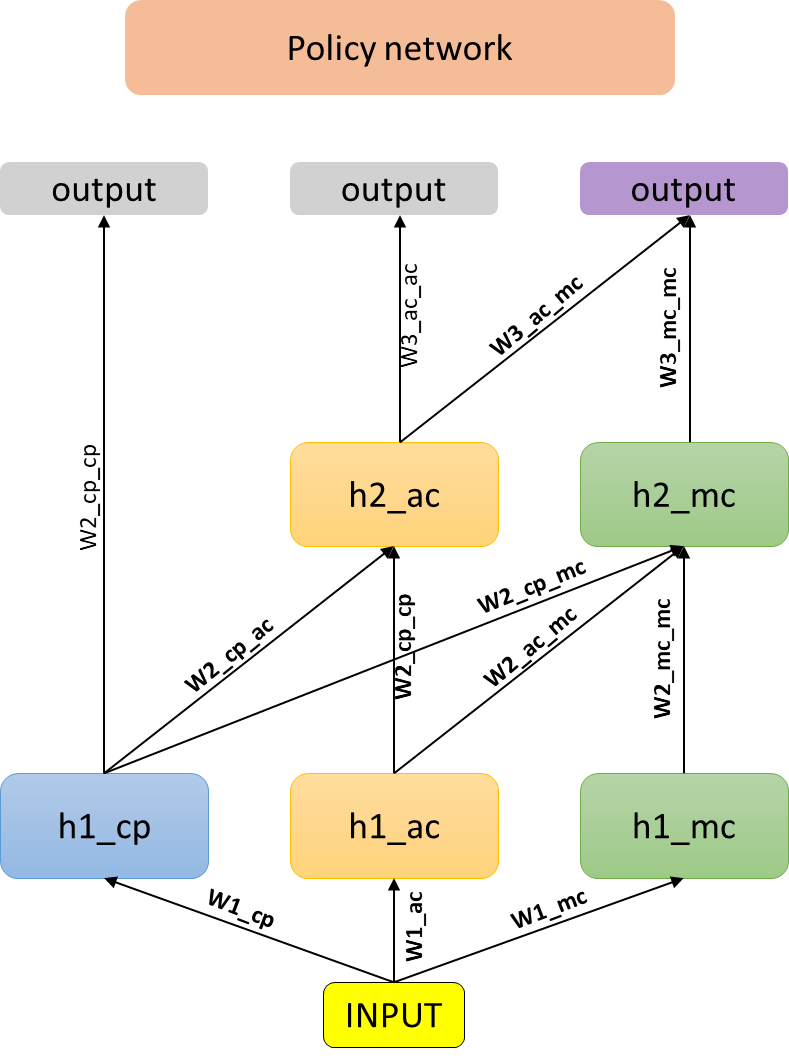 Policy network
output
output
output
W3_ac_ac
W3_ac_mc
W3_mc_mc
W2_cp_cp
h2_ac
h2_mc
W2_cp_ac
W2_cp_mc
W2_cp_cp
W2_ac_mc
W2_mc_mc
h1_cp
h1_ac
h1_mc
W1_cp
W1_ac
W1_mc
INPUT